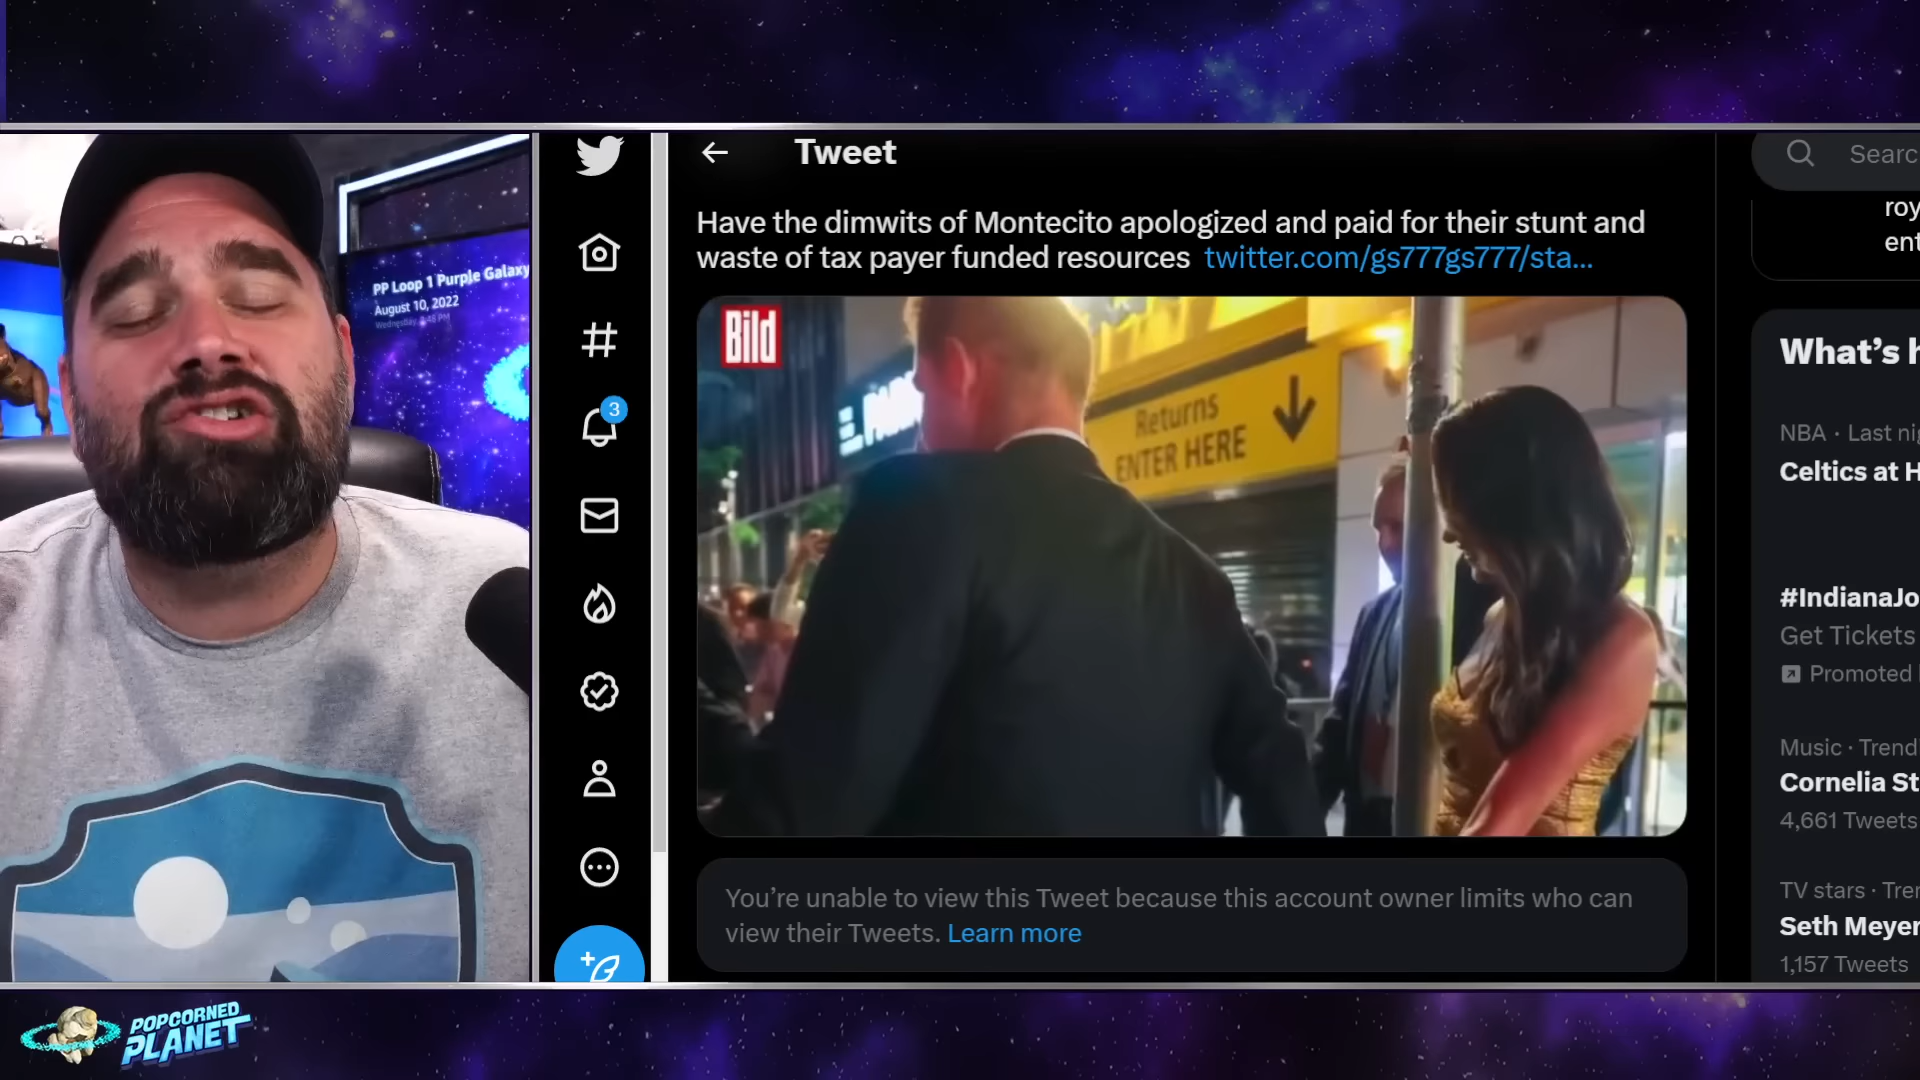 PP Loop 1 Purple Galaxy
August 10, 2022
Tweet
Searc
Have the dimwits of Montecito apologized and paid for their stunt and
waste of tax payer funded resources twitter.com/gs777gs777/sta...
roy
ent
Bild
Returns
ENTER HERE
What's h
3
NBA · Last nig
Celtics at H
#IndianaJo
Get Tickets
Promoted
Music · Trend
Cornelia St
4,661 Tweets
You're unable to view this Tweet because this account owner limits who can
view their Tweets. Learn more
TV stars · Tren
Seth Meyer
1,157 Tweets
POPCORNED
PLANET